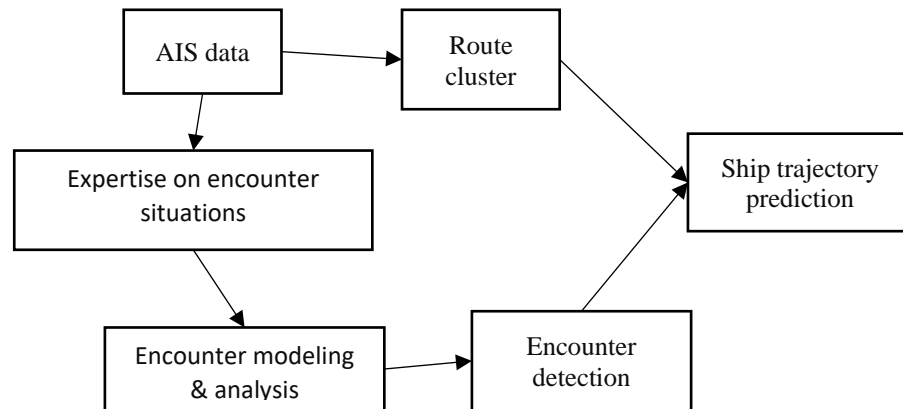 AIS data
Route
cluster
Expertise on encounter
situations
Ship trajectory
prediction
Encounter modeling
& analysis
Encounter
detection